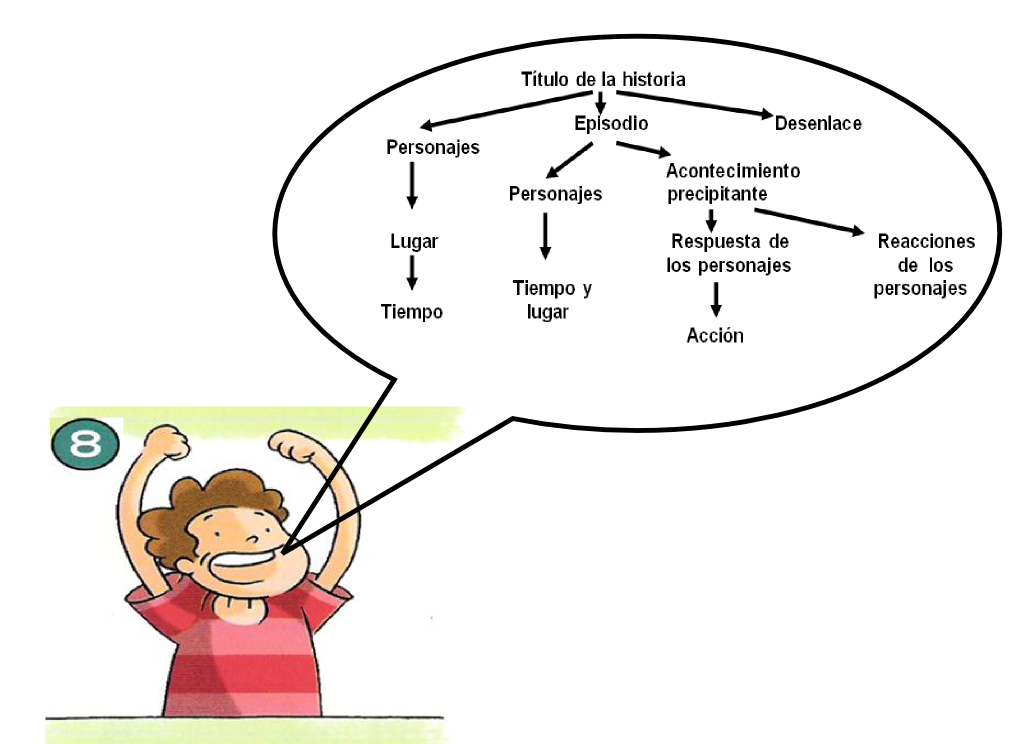 Título de la historia
Personajes
Episodio
Desenlace
Lugar
Tiempo
Personajes
Tiempo y
lugar
Acontecimiento
precipitante
Respuesta de
los personajes
Acción
Reacciones
de los
personajes
8